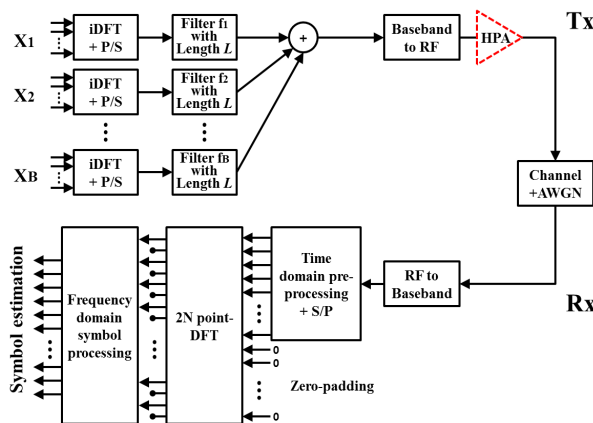 X1
iDFT
+ P/S
Filter f1
with
Length L
+
Baseband
to RF
HPA
Tx
X2
iDFT
+ P/S
Filter f2
with
Length L
XB
iDFT
+ P/S
Filter fB
with
Length L
Channel
+AWGN
Rx
RF to
Baseband
Time
domain pre-
processing
+ S/P
2N point-
DFT
Frequency
domain
symbol
processing
Symbol estimation
0
0
Zero-padding
0